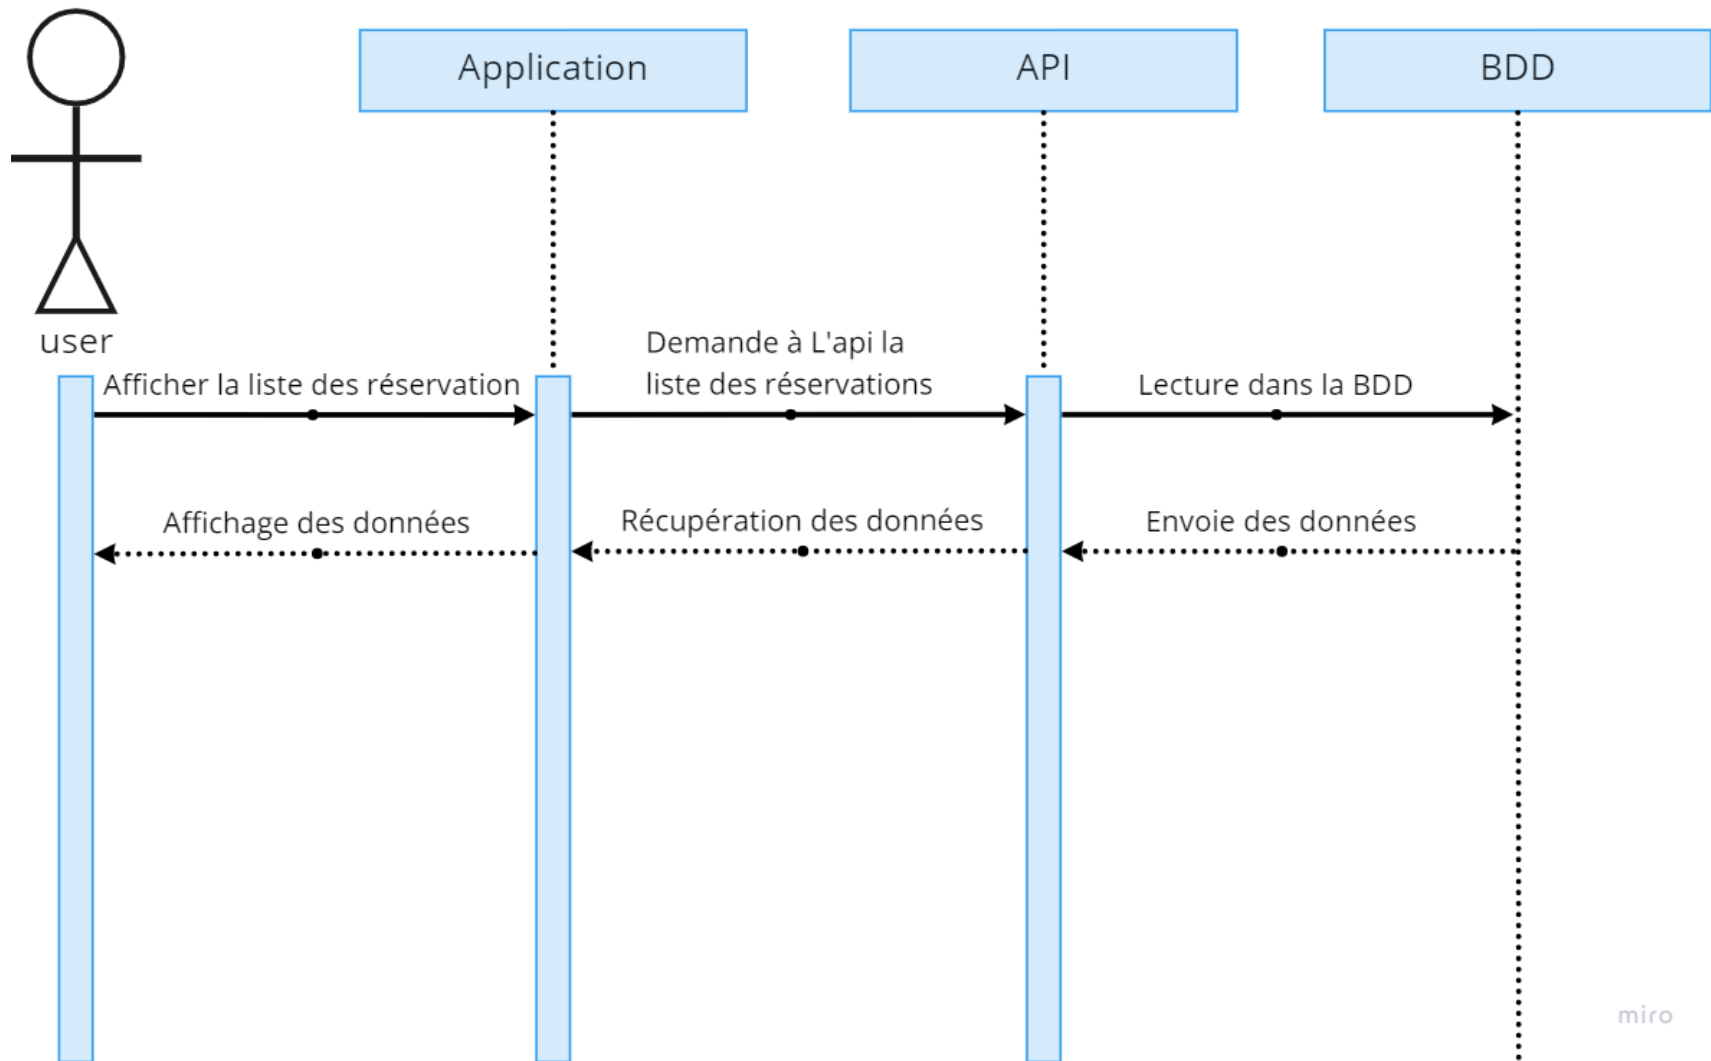 Application
API
BDD
user
Demande à L'api la
liste des réservations
Afficher la liste des réservation
Lecture dans la BDD
Affichage des données
Récupération des données
Envoie des données
miro